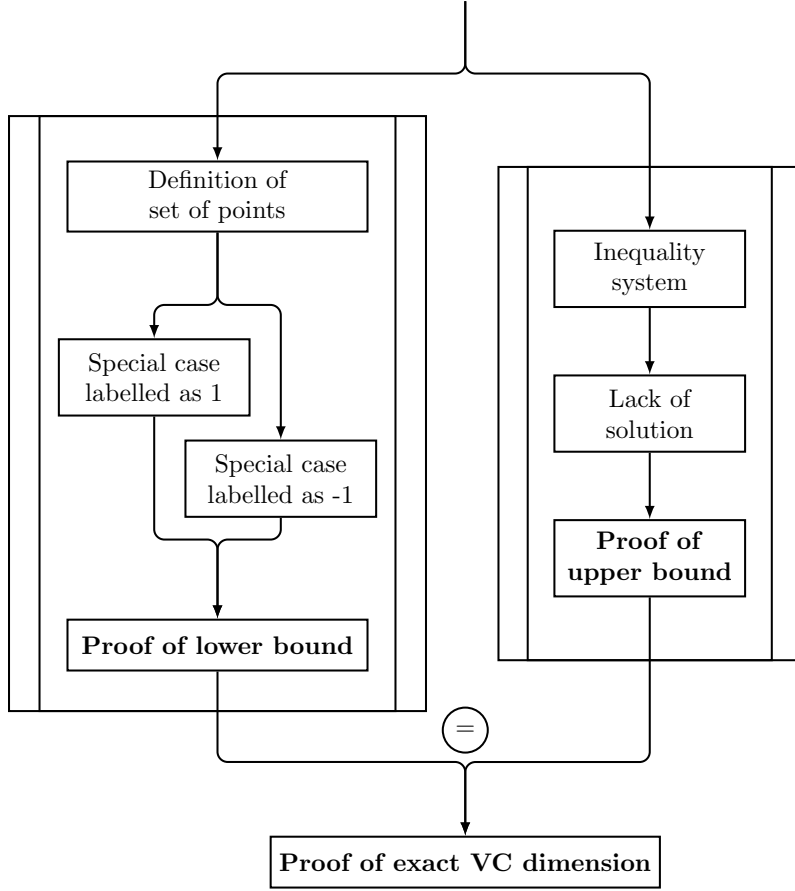 Definition of
set of points
Special case
labelled as 1
Special case
labelled as -1
Proof of lower bound
Inequality
system
Lack of
solution
Proof of
upper bound
=
Proof of exact VC dimension